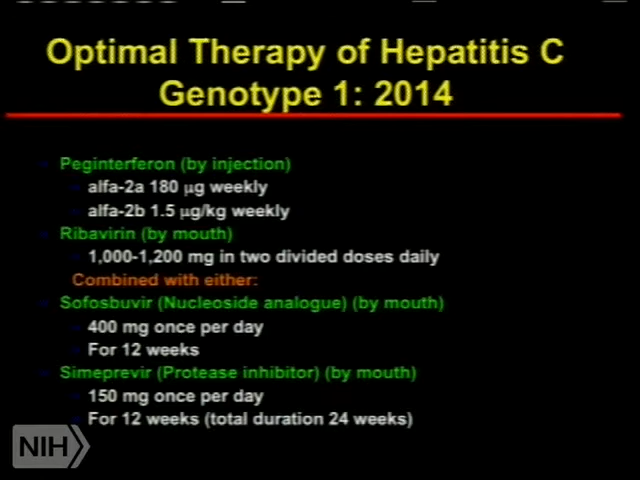 Optimal Therapy of Hepatitis C
Genotype 1: 2014
Peginterferon (by injection)
alfa-2a 180 µg weekly
alfa-2b 1.5 µg/kg weekly
Ribavirin (by mouth)
1,000-1,200 mg in two divided doses daily
Combined with either:
Sofosbuvir (Nucleoside analogue) (by mouth)
400 mg once per day
For 12 weeks
Simeprevir (Protease inhibitor) (by mouth)
150 mg once per day
For 12 weeks (total duration 24 weeks)
NIH